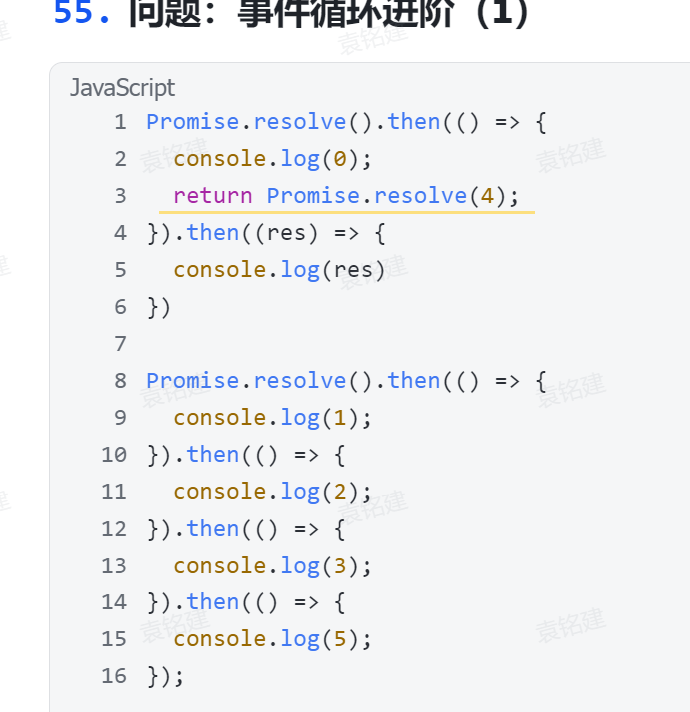 55. 问题：事件循环进阶（1）
JavaScript
1 Promise.resolve().then(() => {
2   console.log(0);
3   return Promise.resolve(4);
4 }).then((res) => {
5   console.log(res)
6 })
7
8 Promise.resolve().then(() => {
9   console.log(1);
10 }).then(() => {
11   console.log(2);
12 }).then(() => {
13   console.log(3);
14 }).then(() => {
15   console.log(5);
16 });
袁铭建
袁铭建
袁铭建
袁铭建
袁铭建
袁铭建
袁铭建
袁铭建
袁铭建